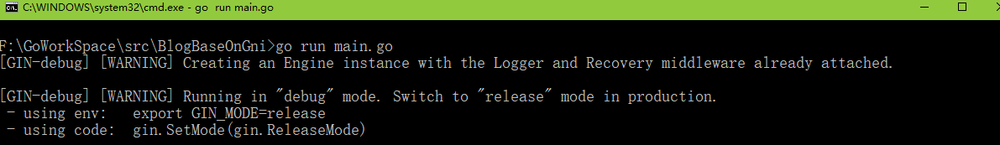 C:\WINDOWS\system32\cmd.exe - go  run main.go
F:\GoWorkSpace\src\BlogBaseOnGni>go run main.go
[GIN-debug] [WARNING] Creating an Engine instance with the Logger and Recovery middleware already attached.
[GIN-debug] [WARNING] Running in "debug" mode. Switch to "release" mode in production.
 - using env:   export GIN_MODE=release
 - using code:  gin.SetMode(gin.ReleaseMode)